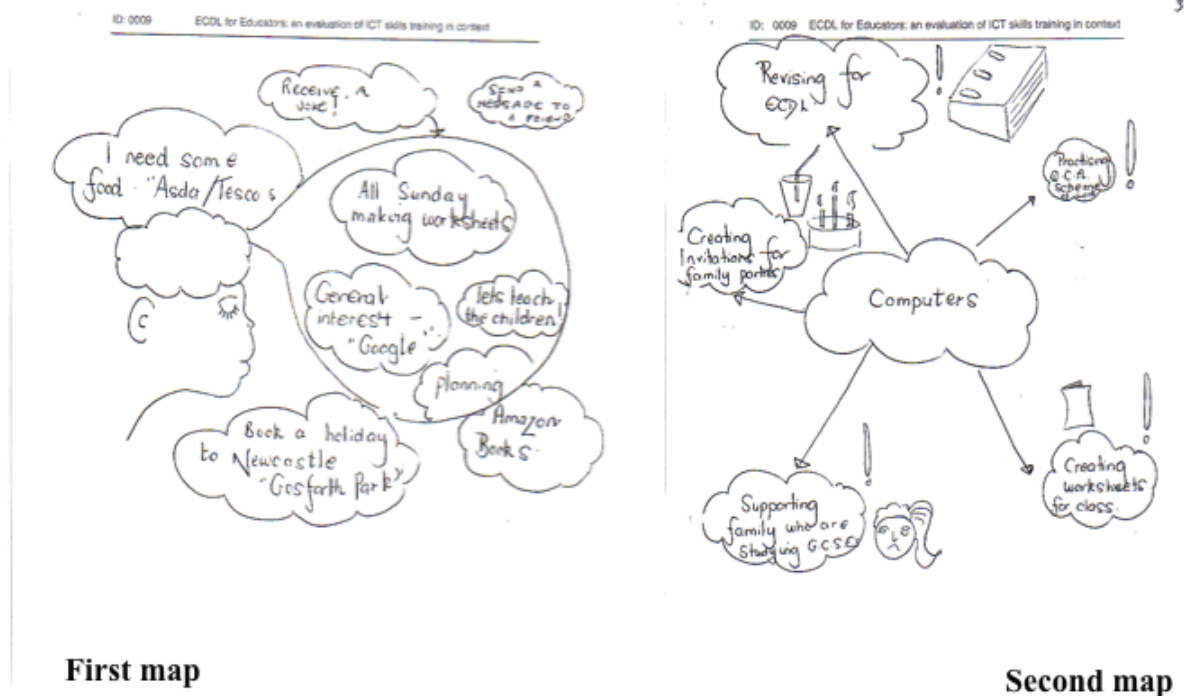 ID: 0009 ECDL for Educators: an evaluation of ICT skills training in context
RECEIVE A
JOKE!
SEND A
MESSAGE TO
A FRIEND
I need some
food. "Asda/Tesco's
All Sunday
making worksheets
General
interest -
"Google".
lets teach
the children!
planning
Amazon
Books.
Book a holiday
to Newcastle
"Gosforth Park"
First map
ID: 0009 ECDL for Educators: an evaluation of ICT skills training in context
3
Revising for
ECDL
Practising
scheme
Creating
Invitations for
family parties
Computers
Creating
worksheets
for class.
Supporting
family who are
studying GCSEs
Second map